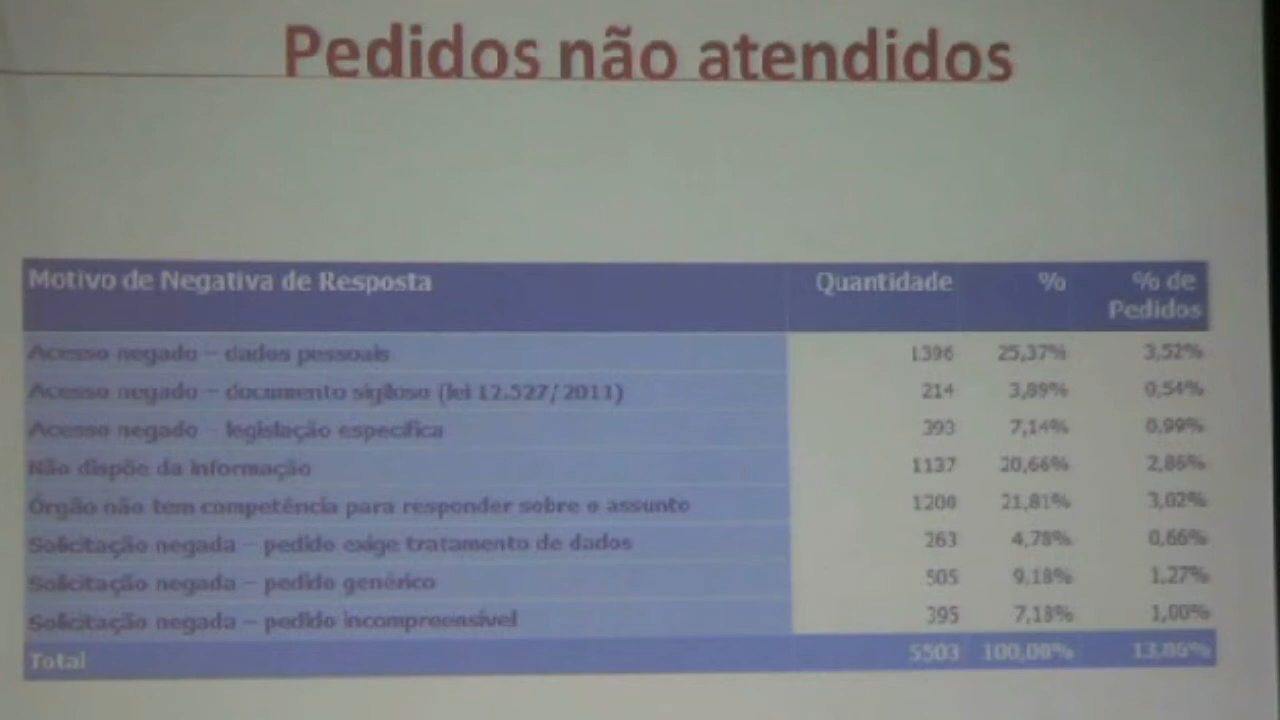 Pedidos não atendidos
Motivo de Negativa de Resposta Quantidade % % de Pedidos
Acesso negado – dados pessoais 1396 25,37% 3,52%
Acesso negado – documento sigiloso (lei 12.527/2011) 214 3,89% 0,54%
Acesso negado – legislação específica 393 7,14% 0,99%
Não dispõe da informação 1137 20,66% 2,86%
Órgão não tem competência para responder sobre o assunto 1200 21,81% 3,02%
Solicitação negada – pedido exige tratamento de dados 263 4,78% 0,66%
Solicitação negada – pedido genérico 505 9,18% 1,27%
Solicitação negada – pedido incompreensível 395 7,18% 1,00%
Total 5503 100,00% 13,86%